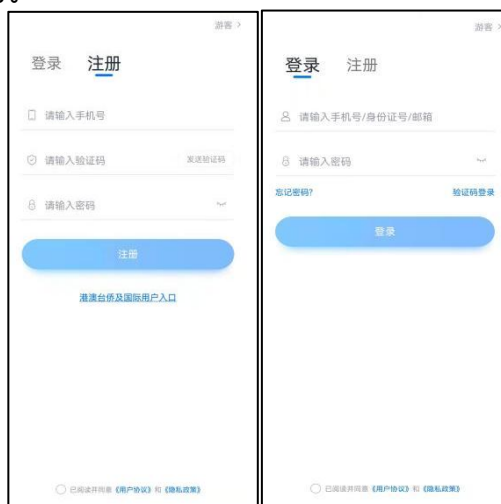 游客 >
登录 注册
请输入手机号
请输入验证码 发送验证码
请输入密码
注册
港澳台侨及国际用户入口
已阅读并同意《用户协议》和《隐私政策》
游客 >
登录 注册
请输入手机号/身份证号/邮箱
请输入密码
忘记密码? 验证码登录
登录
已阅读并同意《用户协议》和《隐私政策》